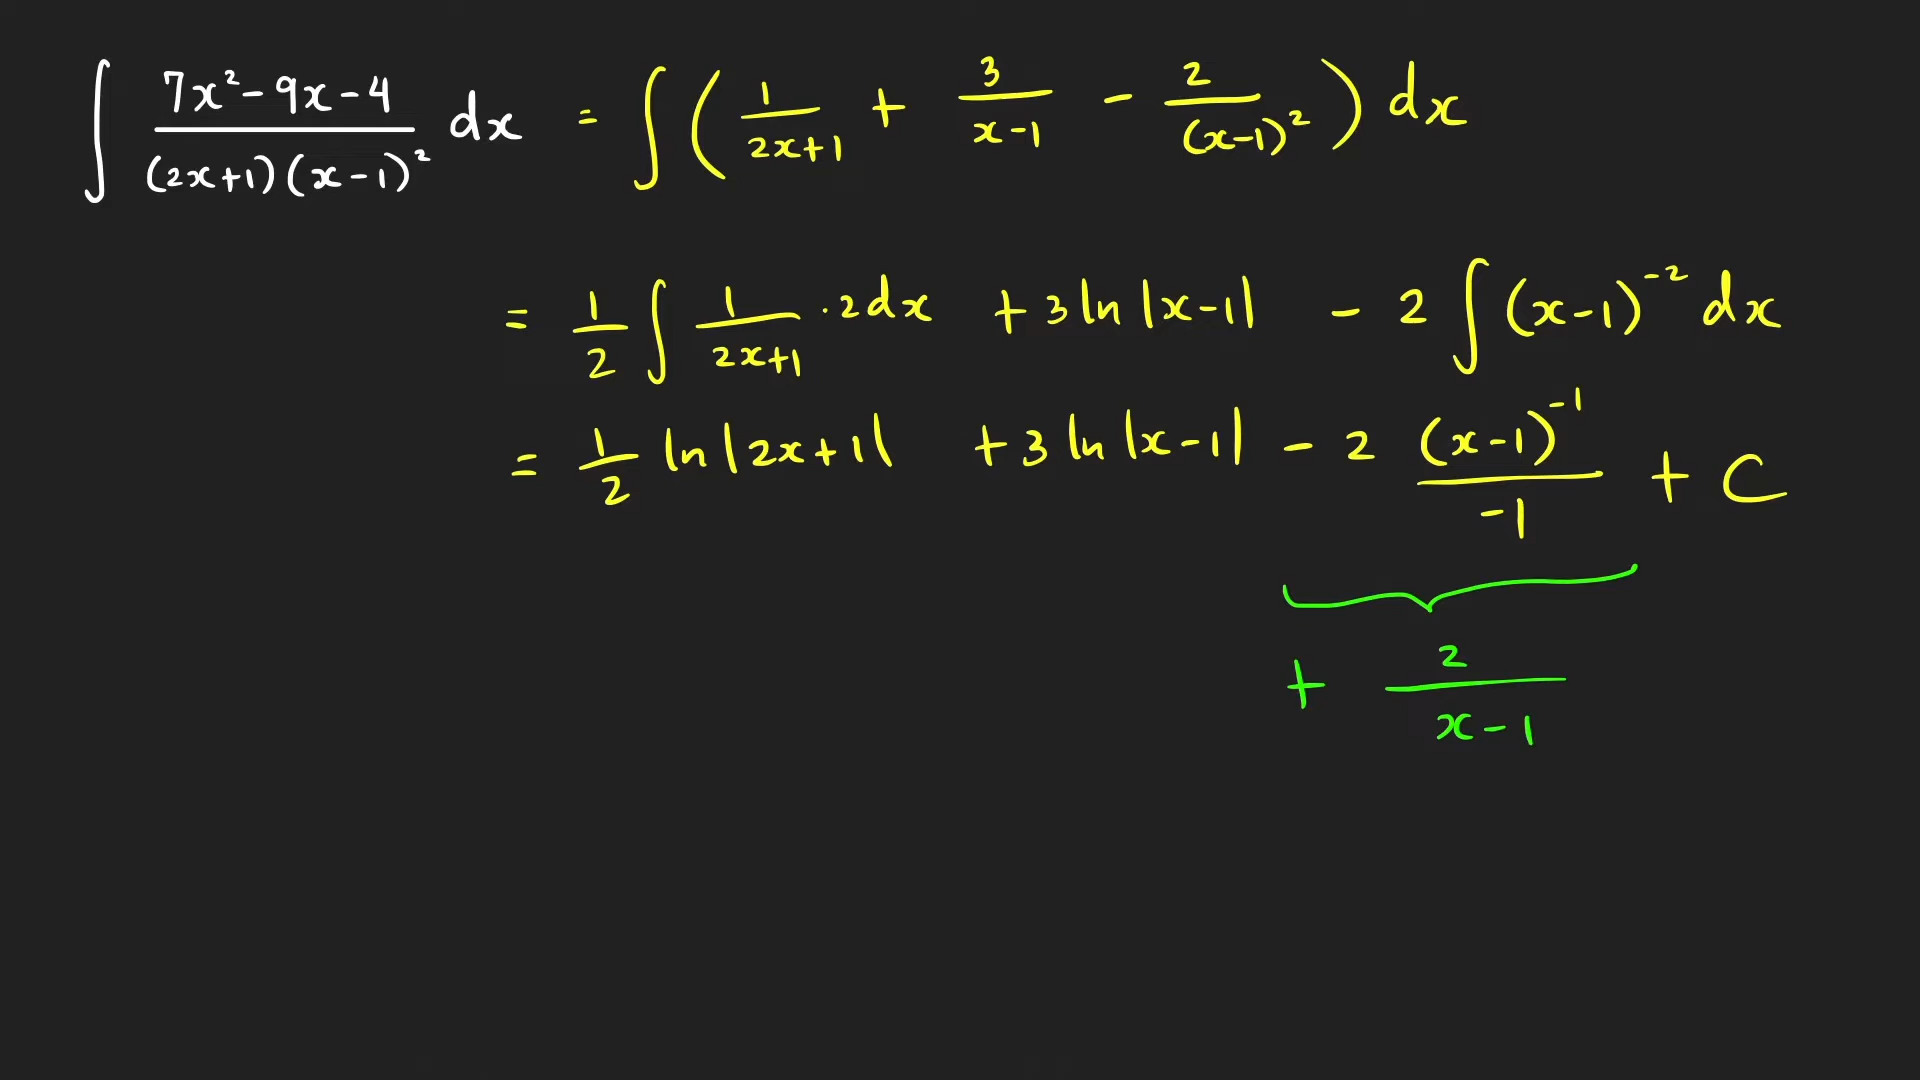 ∫ (7x² - 9x - 4)/((2x+1)(x-1)²) dx = ∫ (1/(2x+1) + 3/(x-1) - 2/(x-1)²) dx
= 1/2 ∫ 1/(2x+1) · 2dx + 3 ln |x-1| - 2 ∫ (x-1)⁻² dx
= 1/2 ln |2x+1| + 3 ln |x-1| - 2 (x-1)⁻¹/-1 + C
+ 2/(x-1)